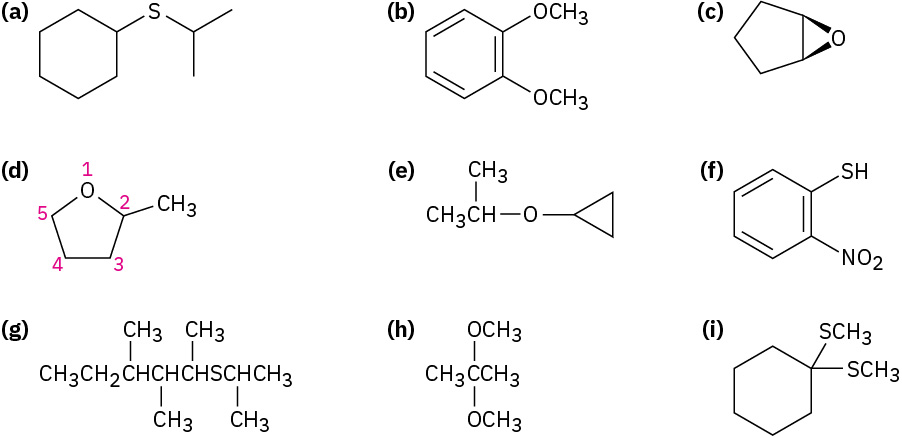 (a) S
(b) OCH3
OCH3
(c) O
(d) 1
O
2
CH3
5
4
3
(e) CH3
CH3CH—O
(f) SH
NO2
(g) CH3 CH3
CH3CH2CHCHCHSCHCH3
CH3 CH3
(h) OCH3
CH3CCH3
OCH3
(i) SCH3
SCH3